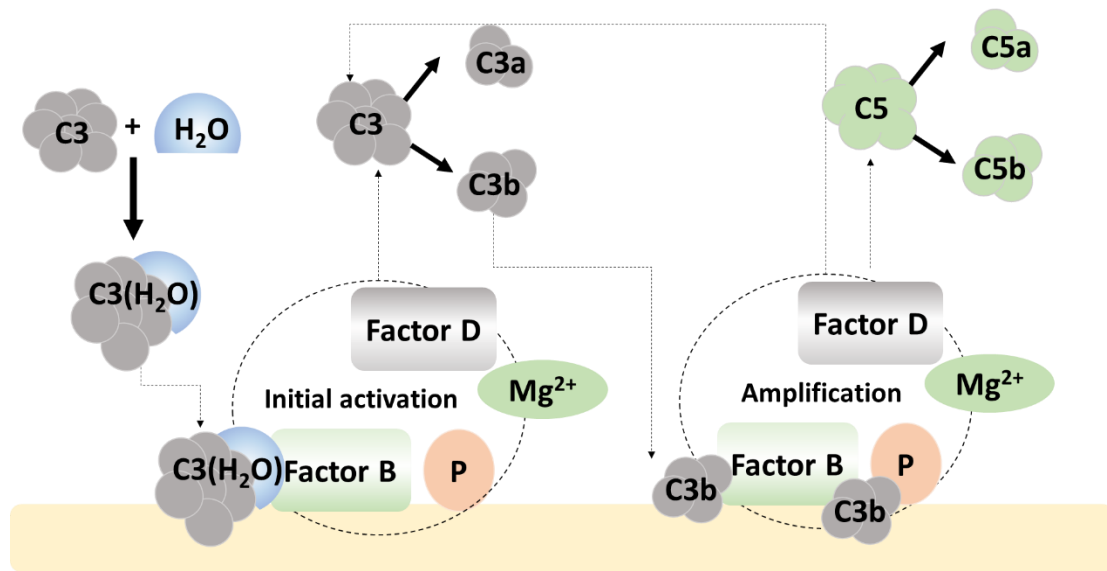 C3
+
H₂O
C3(H₂O)
C3
C3a
C3b
C5
C5a
C5b
Factor D
Mg²⁺
Initial activation
C3(H₂O)
Factor B
P
Factor D
Mg²⁺
Amplification
C3b
Factor B
P
C3b